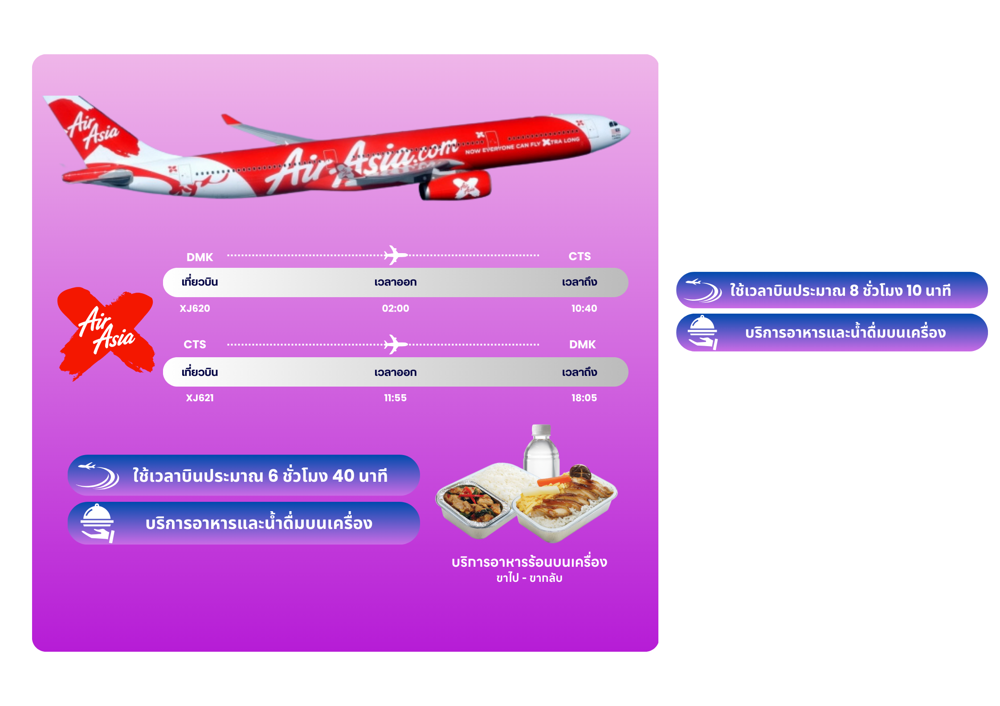 Air
Asia
AirAsia.com
NOW EVERYONE CAN FLY XTRA LONG
Air
Asia
DMK
CTS
เที่ยวบิน เวลาออก เวลาถึง
XJ620 02:00 10:40
Air
Asia
CTS
DMK
เที่ยวบิน เวลาออก เวลาถึง
XJ621 11:55 18:05
ใช้เวลาบินประมาณ 6 ชั่วโมง 40 นาที
บริการอาหารและน้ำดื่มบนเครื่อง
บริการอาหารร้อนบนเครื่อง
ขาไป - ขากลับ
ใช้เวลาบินประมาณ 8 ชั่วโมง 10 นาที
บริการอาหารและน้ำดื่มบนเครื่อง